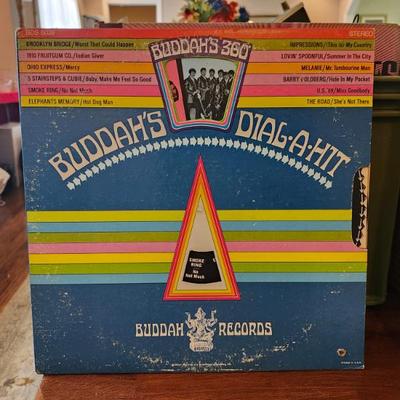 STEREO
BROOKLYN BRIDGE/Worst That Could Happen
1910 FRUITGUM CO./Indian Giver
OHIO EXPRESS/Mercy
5 STAIRSTEPS & CUBIE/Baby, Make Me Feel So Good
SMOKE RING/No Not Much
ELEPHANTS MEMORY/Hot Dog Man
BUDDAH'S 360°
IMPRESSIONS/This Is My Country
LOVIN' SPOONFUL/Summer In The City
MELANIE/Mr. Tambourine Man
BARRY GOLDBERG/Hole In My Pocket
U.S. '69/Miss Goodbody
THE ROAD/She's Not There
BUDDAH'S DIAL-A-HIT
SMOKE
RING
No
Not Much
BUDDAH RECORDS